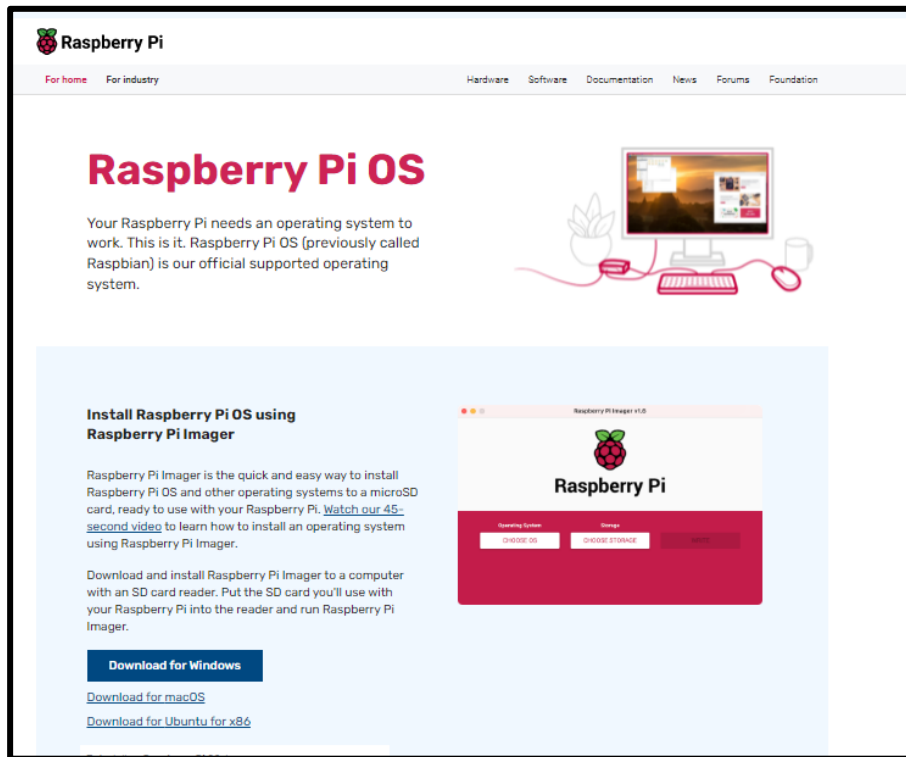 Raspberry Pi
For home For industry Hardware Software Documentation News Forums Foundation
Raspberry Pi OS
Your Raspberry Pi needs an operating system to
work. This is it. Raspberry Pi OS (previously called
Raspbian) is our official supported operating
system.
Install Raspberry Pi OS using
Raspberry Pi Imager
Raspberry Pi Imager is the quick and easy way to install
Raspberry Pi OS and other operating systems to a microSD
card, ready to use with your Raspberry Pi. Watch our 45-
second video to learn how to install an operating system
using Raspberry Pi Imager.
Download and install Raspberry Pi Imager to a computer
with an SD card reader. Put the SD card you'll use with
your Raspberry Pi into the reader and run Raspberry Pi
Imager.
Download for Windows
Download for macOS
Download for Ubuntu for x86
Raspberry Pi Imager v1.6
Raspberry Pi
Operating System Storage
CHOOSE OS CHOOSE STORAGE WRITE